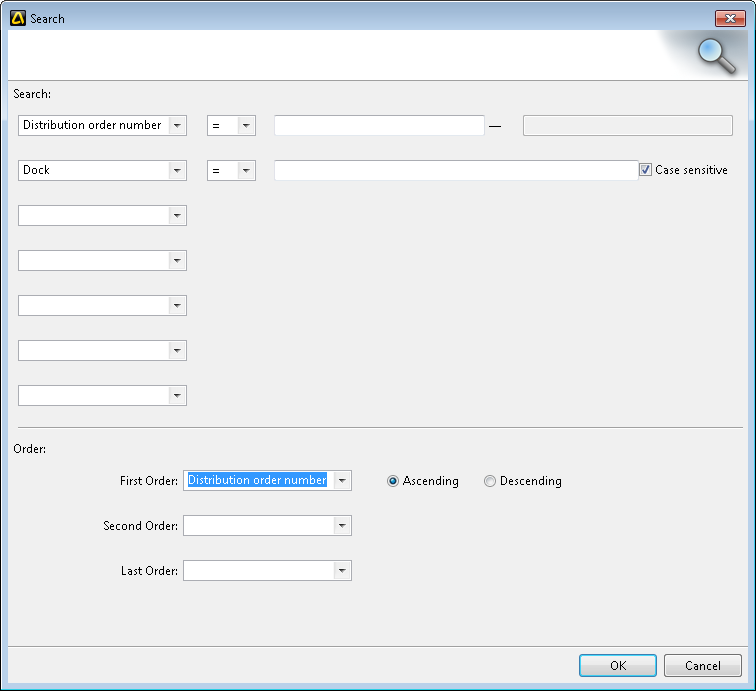 Search
Search:
Distribution order number = —
Dock = Case sensitive
Order:
First Order: Distribution order number Ascending Descending
Second Order:
Last Order:
OK Cancel